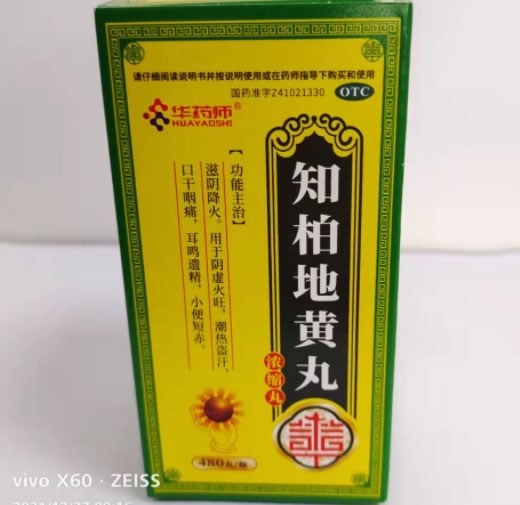 请仔细阅读说明书并按说明使用或在药师指导下购买和使用
国药准字Z41021330
OTC
华药师
HUAYAOSHI
【功能主治】
滋阴降火。用于阴虚火旺，潮热盗汗，
口干咽痛，耳鸣遗精，小便短赤。
知柏地黄丸
浓缩丸
480丸/瓶
vivo X60 · ZEISS